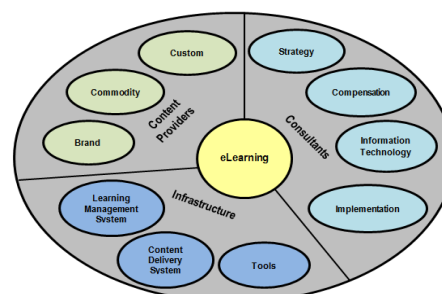 Custom
Commodity
Brand
Content
Providers
Strategy
Compensation
Information
Technology
Implementation
Consultants
eLearning
Infrastructure
Learning
Management
System
Content
Delivery
System
Tools